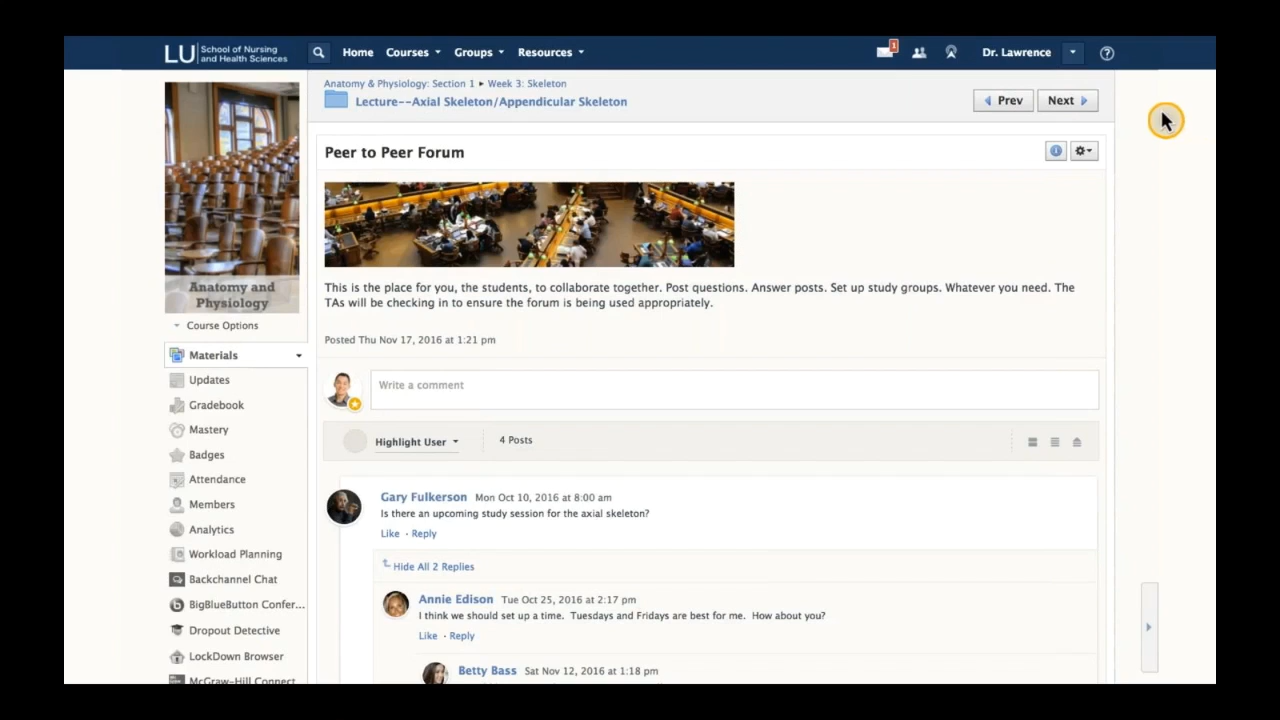 LU School of Nursing and Health Sciences
Home Courses Groups Resources
1
Dr. Lawrence
Anatomy & Physiology: Section 1 ▸ Week 3: Skeleton
Lecture--Axial Skeleton/Appendicular Skeleton
Prev
Next
Peer to Peer Forum
This is the place for you, the students, to collaborate together. Post questions. Answer posts. Set up study groups. Whatever you need. The
TAs will be checking in to ensure the forum is being used appropriately.
Posted Thu Nov 17, 2016 at 1:21 pm
Write a comment
Highlight User
4 Posts
Gary Fulkerson Mon Oct 10, 2016 at 8:00 am
Is there an upcoming study session for the axial skeleton?
Like · Reply
Hide All 2 Replies
Annie Edison Tue Oct 25, 2016 at 2:17 pm
I think we should set up a time. Tuesdays and Fridays are best for me. How about you?
Like · Reply
Betty Bass Sat Nov 12, 2016 at 1:18 pm
Anatomy and
Physiology
Course Options
Materials
Updates
Gradebook
Mastery
Badges
Attendance
Members
Analytics
Workload Planning
Backchannel Chat
BigBlueButton Confer...
Dropout Detective
LockDown Browser
McGraw-Hill Connect